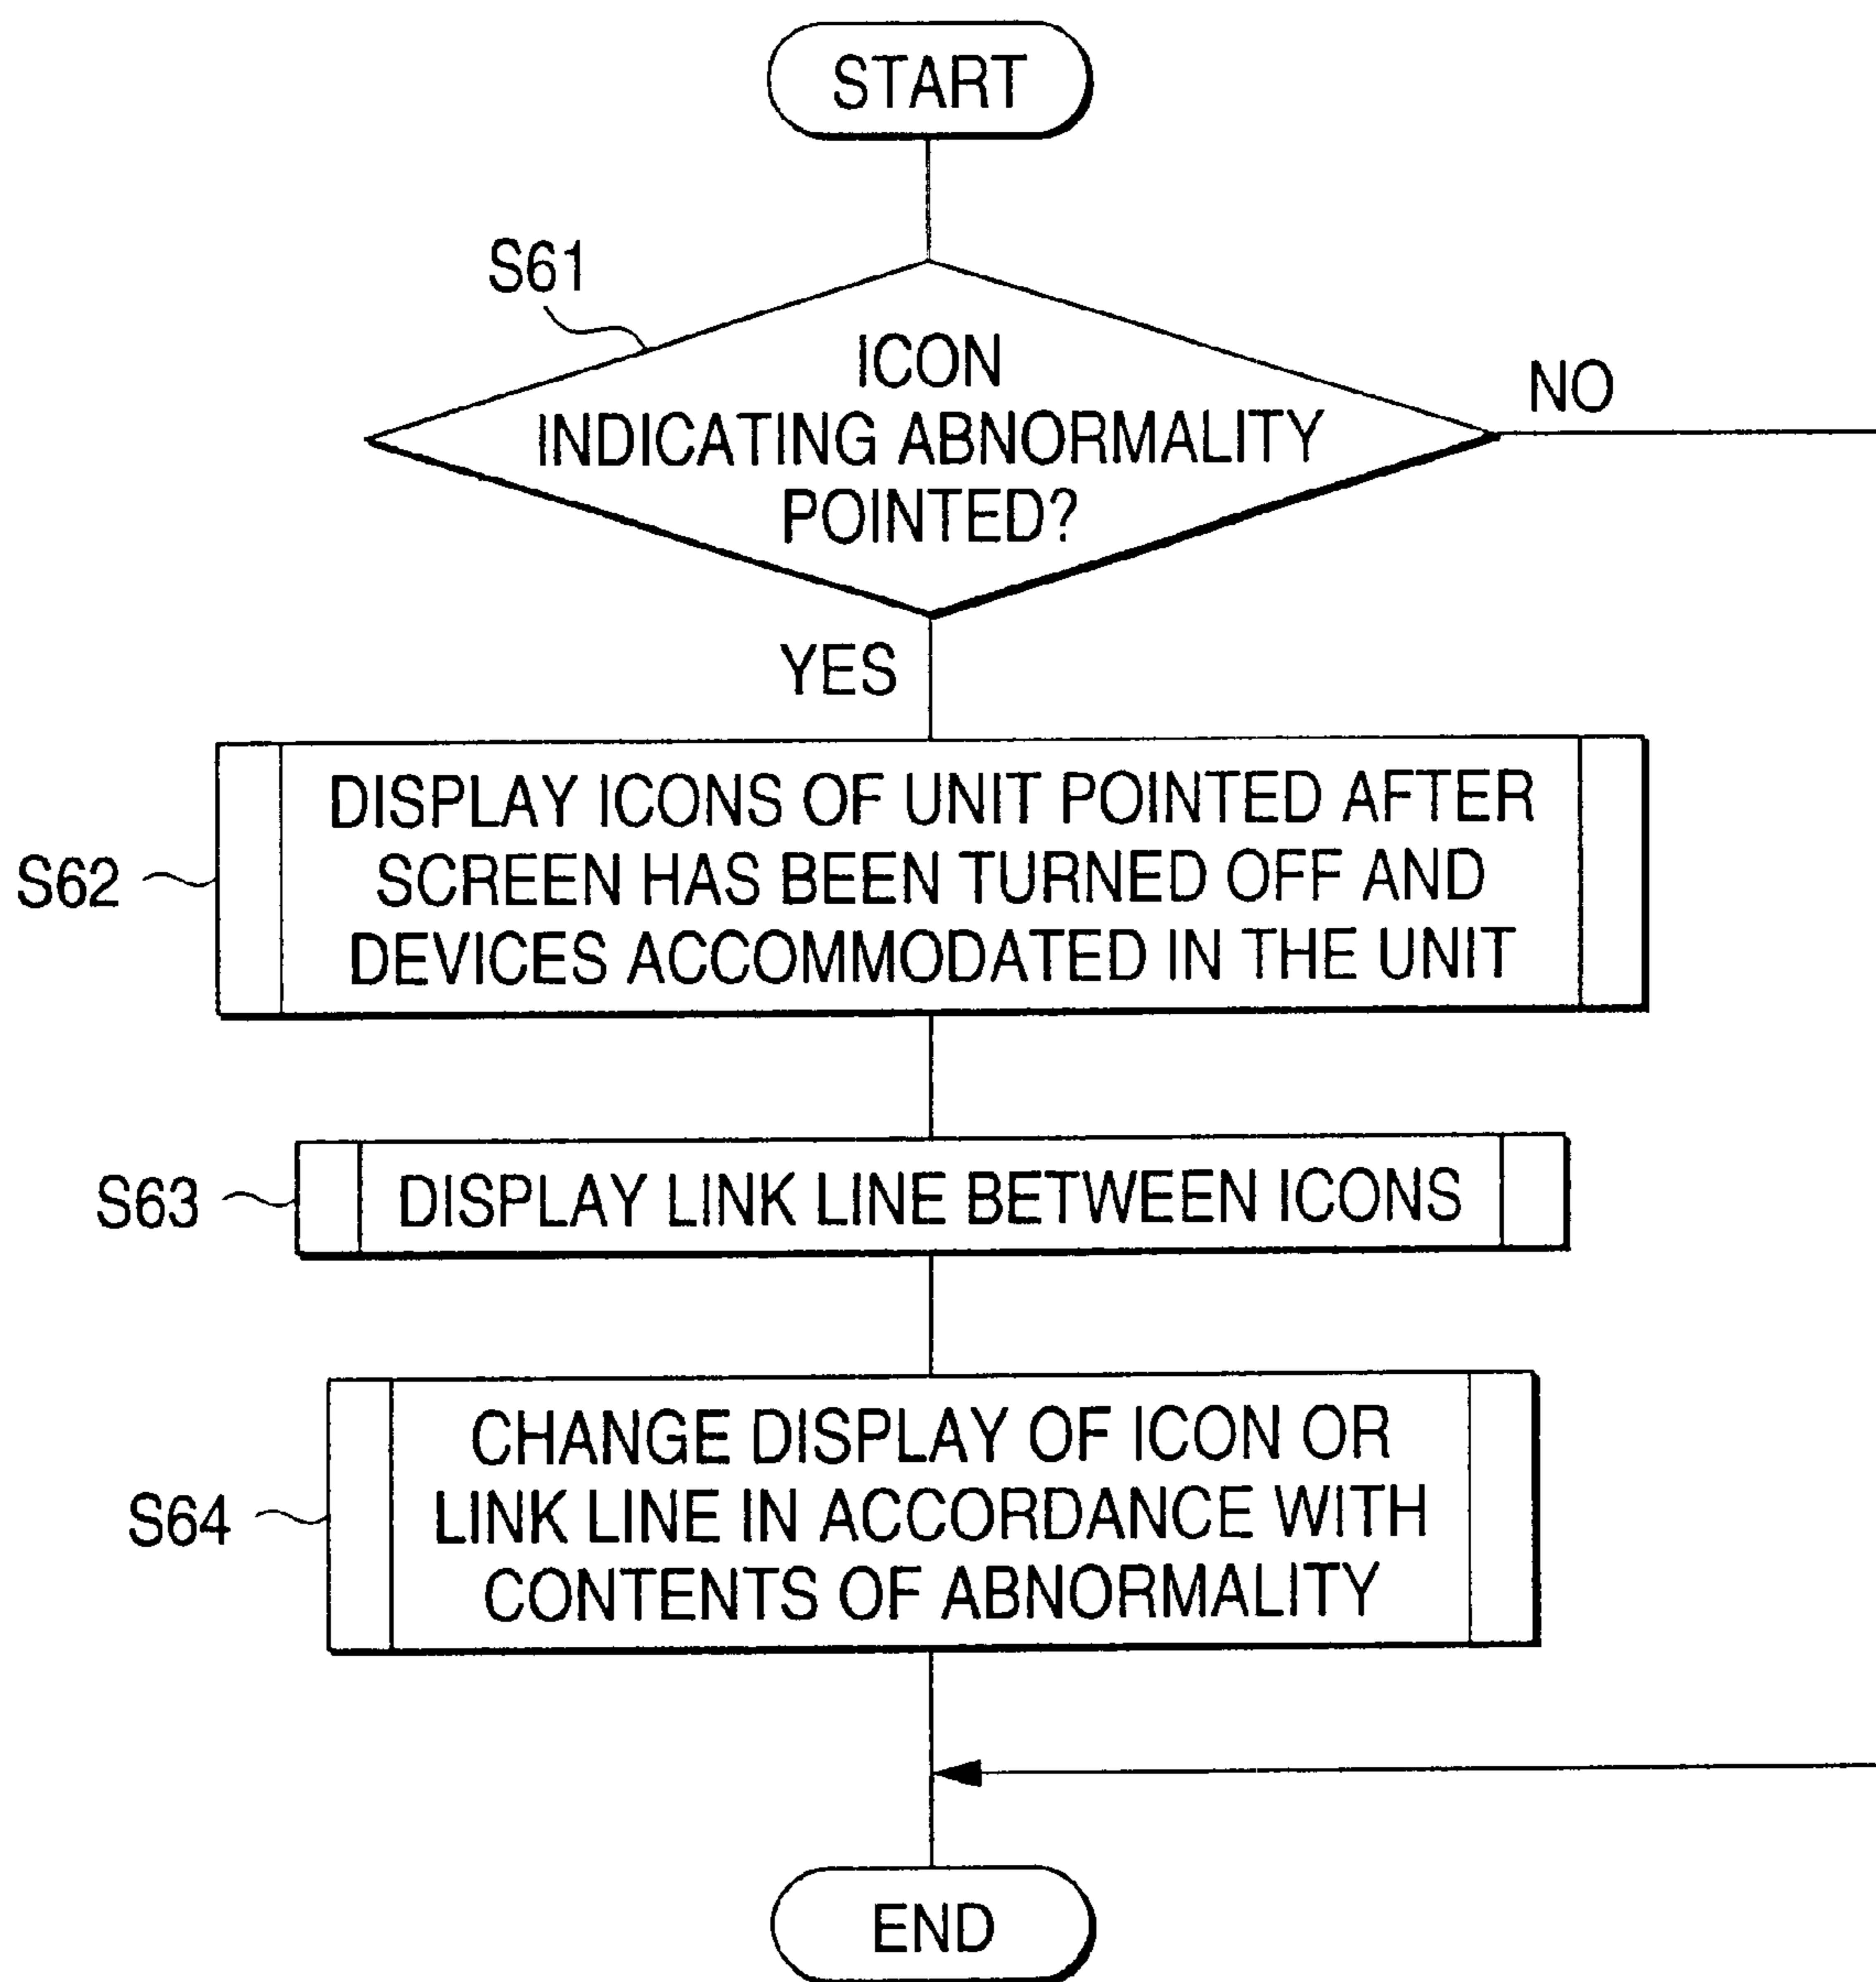 START
S61
ICON
INDICATING ABNORMALITY
POINTED?
NO
YES
S62
DISPLAY ICONS OF UNIT POINTED AFTER
SCREEN HAS BEEN TURNED OFF AND
DEVICES ACCOMMODATED IN THE UNIT
S63
DISPLAY LINK LINE BETWEEN ICONS
S64
CHANGE DISPLAY OF ICON OR
LINK LINE IN ACCORDANCE WITH
CONTENTS OF ABNORMALITY
END